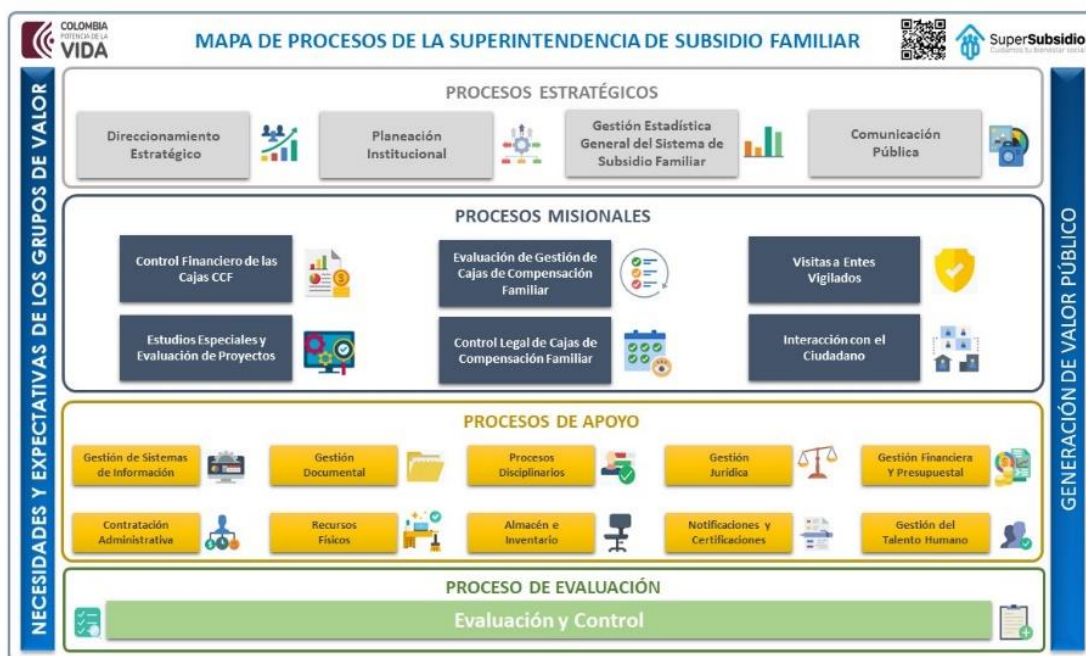 COLOMBIA
POTENCIA DE LA
VIDA
MAPA DE PROCESOS DE LA SUPERINTENDENCIA DE SUBSIDIO FAMILIAR
SuperSubsidio
Cuidamos tu bienestar social
NECESIDADES Y EXPECTATIVAS DE LOS GRUPOS DE VALOR
PROCESOS ESTRATÉGICOS
Direccionamiento
Estratégico
Planeación
Institucional
Gestión Estadística
General del Sistema de
Subsidio Familiar
Comunicación
Pública
PROCESOS MISIONALES
Control Financiero de las
Cajas CCF
Evaluación de Gestión de
Cajas de Compensación
Familiar
Visitas a Entes
Vigilados
Estudios Especiales y
Evaluación de Proyectos
Control Legal de Cajas de
Compensación Familiar
Interacción con el
Ciudadano
PROCESOS DE APOYO
Gestión de Sistemas
de Información
Gestión
Documental
Procesos
Disciplinarios
Gestión
Jurídica
Gestión Financiera
Y Presupuestal
Contratación
Administrativa
Recursos
Físicos
Almacén e
Inventario
Notificaciones y
Certificaciones
Gestión del
Talento Humano
PROCESO DE EVALUACIÓN
Evaluación y Control
GENERACIÓN DE VALOR PÚBLICO